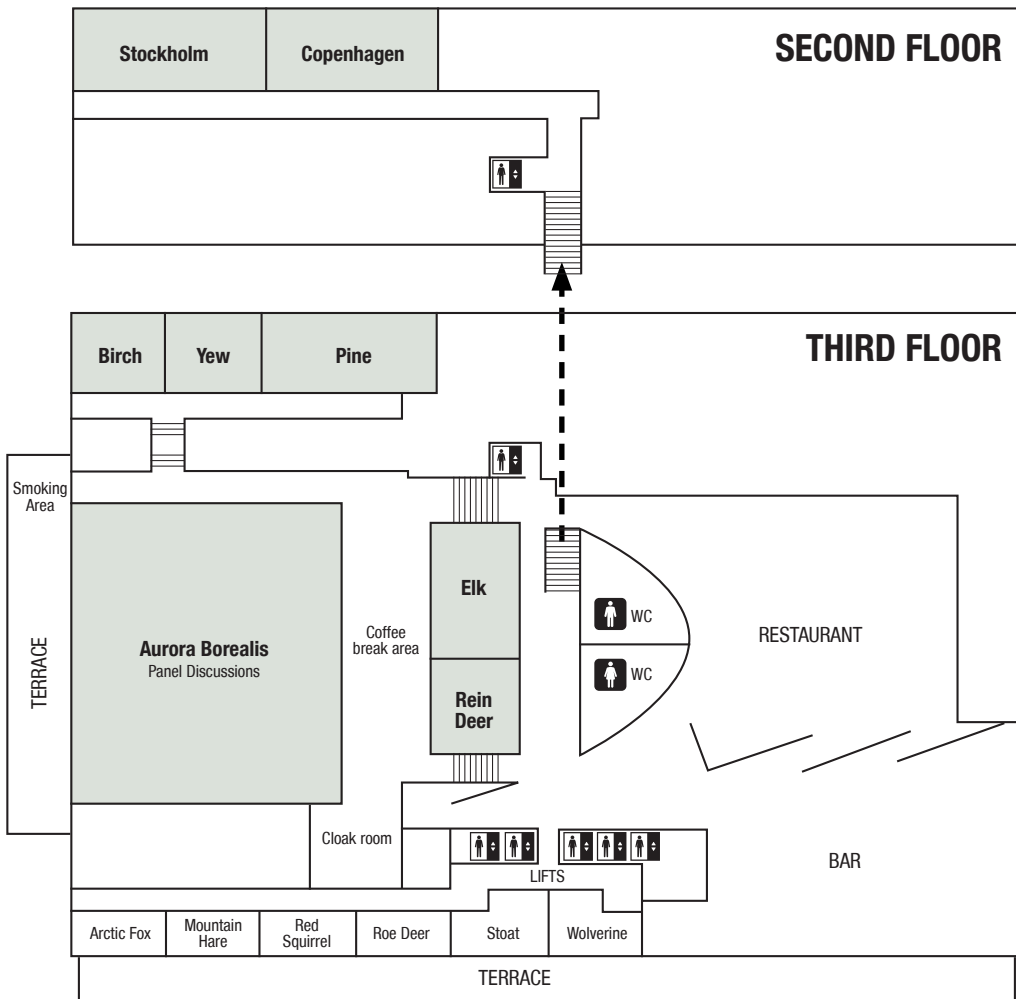 Stockholm
Copenhagen
SECOND FLOOR
Birch
Yew
Pine
THIRD FLOOR
Smoking
Area
TERRACE
Aurora Borealis
Panel Discussions
Coffee
break area
Elk
Rein
Deer
WC
WC
RESTAURANT
Cloak room
LIFTS
BAR
Arctic Fox
Mountain
Hare
Red
Squirrel
Roe Deer
Stoat
Wolverine
TERRACE